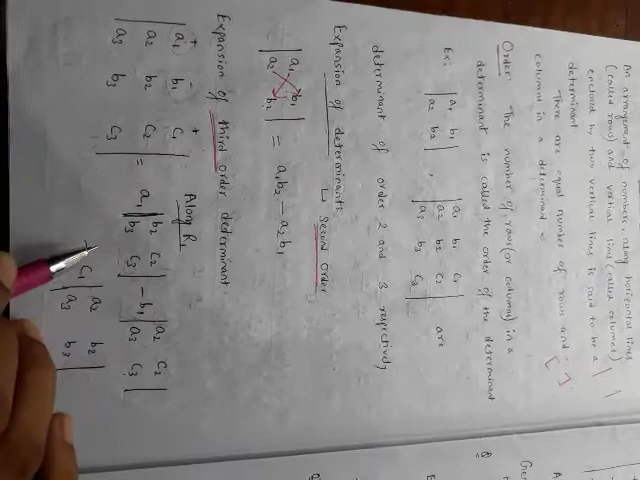 An arrangement of numbers, along horizontal lines
(called rows) and vertical lines (called columns)
enclosed by two vertical lines is said to be a
determinant
There are equal number of rows and
columns in a determinant
Order: The number of rows (or columns) in a
determinant is called the order of the determinant
Ex: | a₁ b₁ | , | a₁ b₁ c₁ |
| a₂ b₂ | | a₂ b₂ c₂ | are
| a₃ b₃ c₃ |
determinant of order 2 and 3 respectively
Expansion of determinants
↳ second order
| a₁ b₁ | = a₁b₂ - a₂b₁
| a₂ b₂ |
Expansion of third order determinant.
Along R₁
+ - +
| a₁ b₁ c₁ |
| a₂ b₂ c₂ | = a₁ | b₂ c₂ | - b₁ | a₂ c₂ |
| a₃ b₃ c₃ | | b₃ c₃ | | a₃ c₃ |
+ c₁ | a₂ b₂ |
| a₃ b₃ |